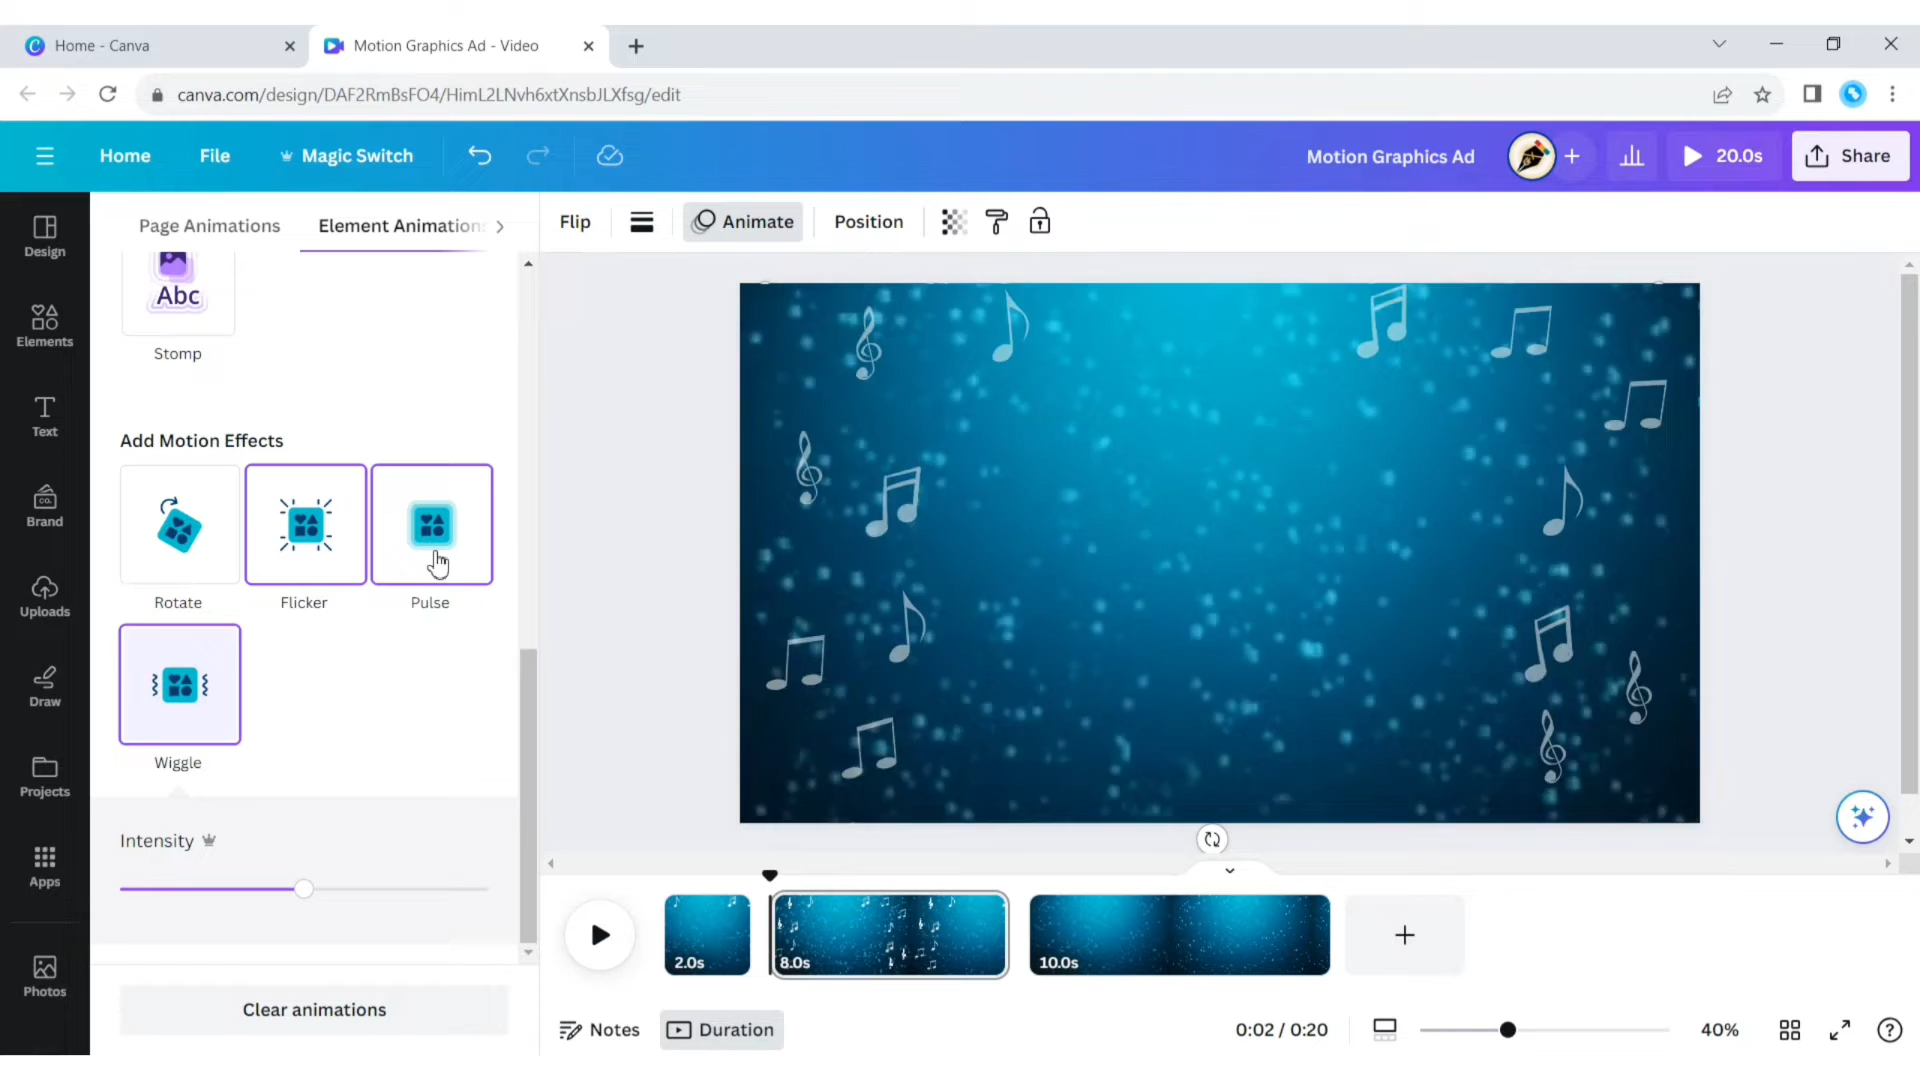 Home - Canva
Motion Graphics Ad - Video
canva.com/design/DAF2RmBsFO4/HimL2LNvh6xtXnsbJLXfsg/edit
Home
File
Magic Switch
Motion Graphics Ad
20.0s
Share
Design
Elements
Text
CO.
Brand
Uploads
Draw
Projects
Apps
Photos
Page Animations
Element Animation
Abc
Stomp
Add Motion Effects
Rotate
Flicker
Pulse
Wiggle
Intensity
Clear animations
Flip
Animate
Position
2.0s
8.0s
10.0s
Notes
Duration
0:02 / 0:20
40%